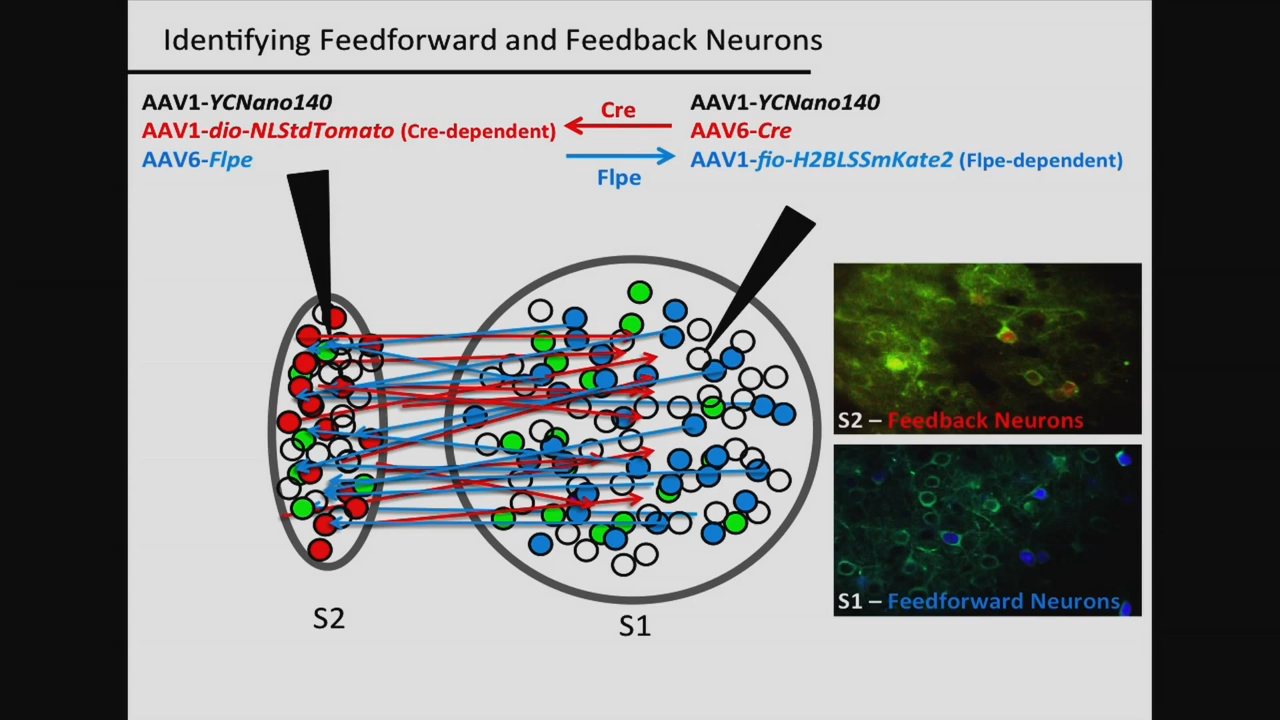 Identifying Feedforward and Feedback Neurons
AAV1-YCNano140
AAV1-dio-NLStdTomato (Cre-dependent)
AAV6-Flpe
Cre
Flpe
AAV1-YCNano140
AAV6-Cre
AAV1-fio-H2BLSSmKate2 (Flpe-dependent)
S2 – Feedback Neurons
S1 – Feedforward Neurons
S2
S1